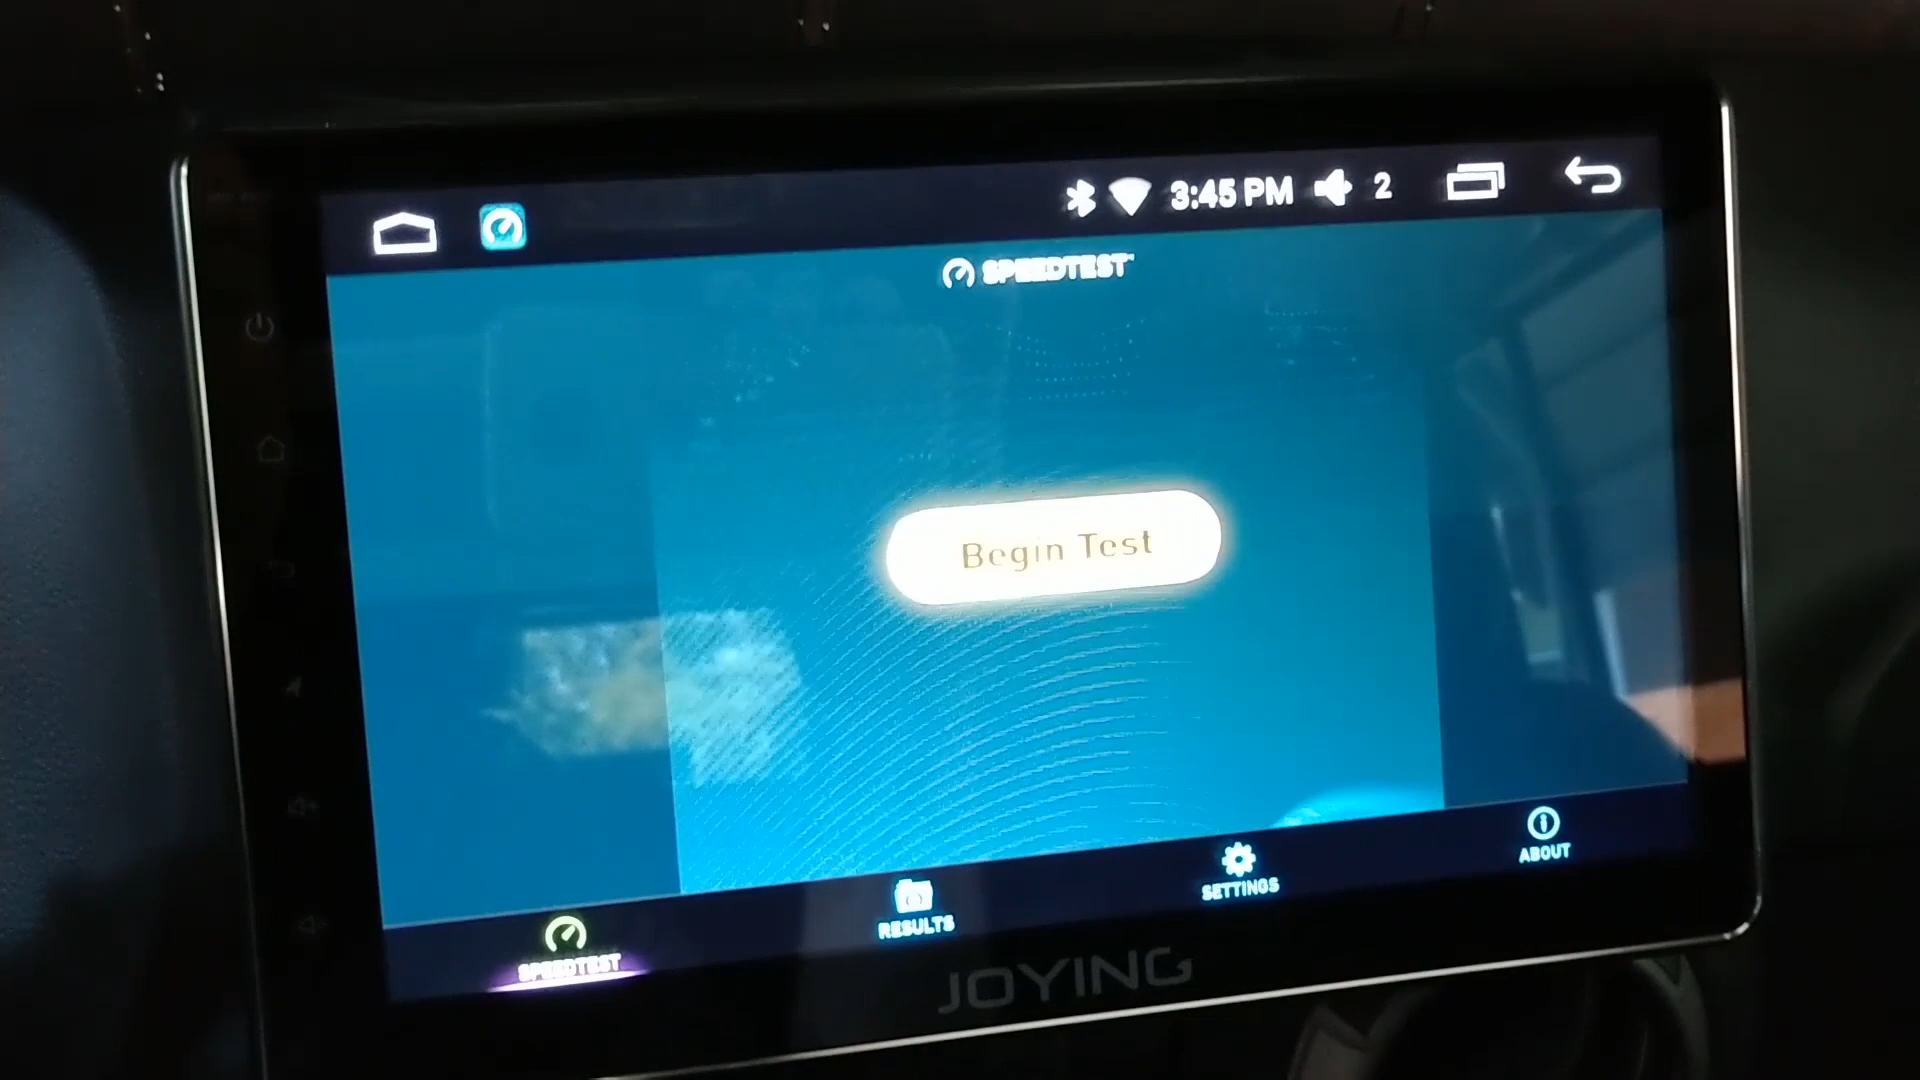 3:45 PM 2
SPEEDTEST
Begin Test
SPEEDTEST
RESULTS
SETTINGS
ABOUT
JOYING